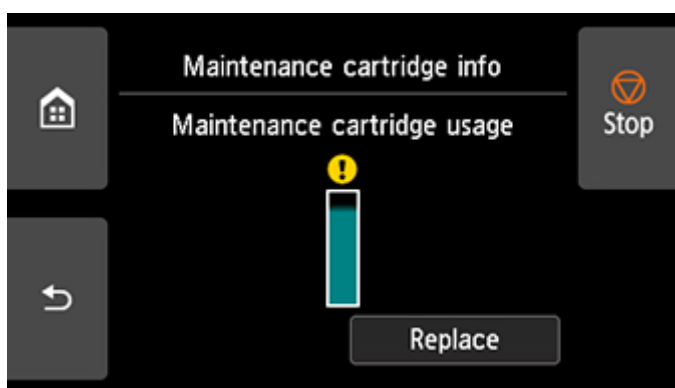 Maintenance cartridge info
Stop
Maintenance cartridge usage
Replace